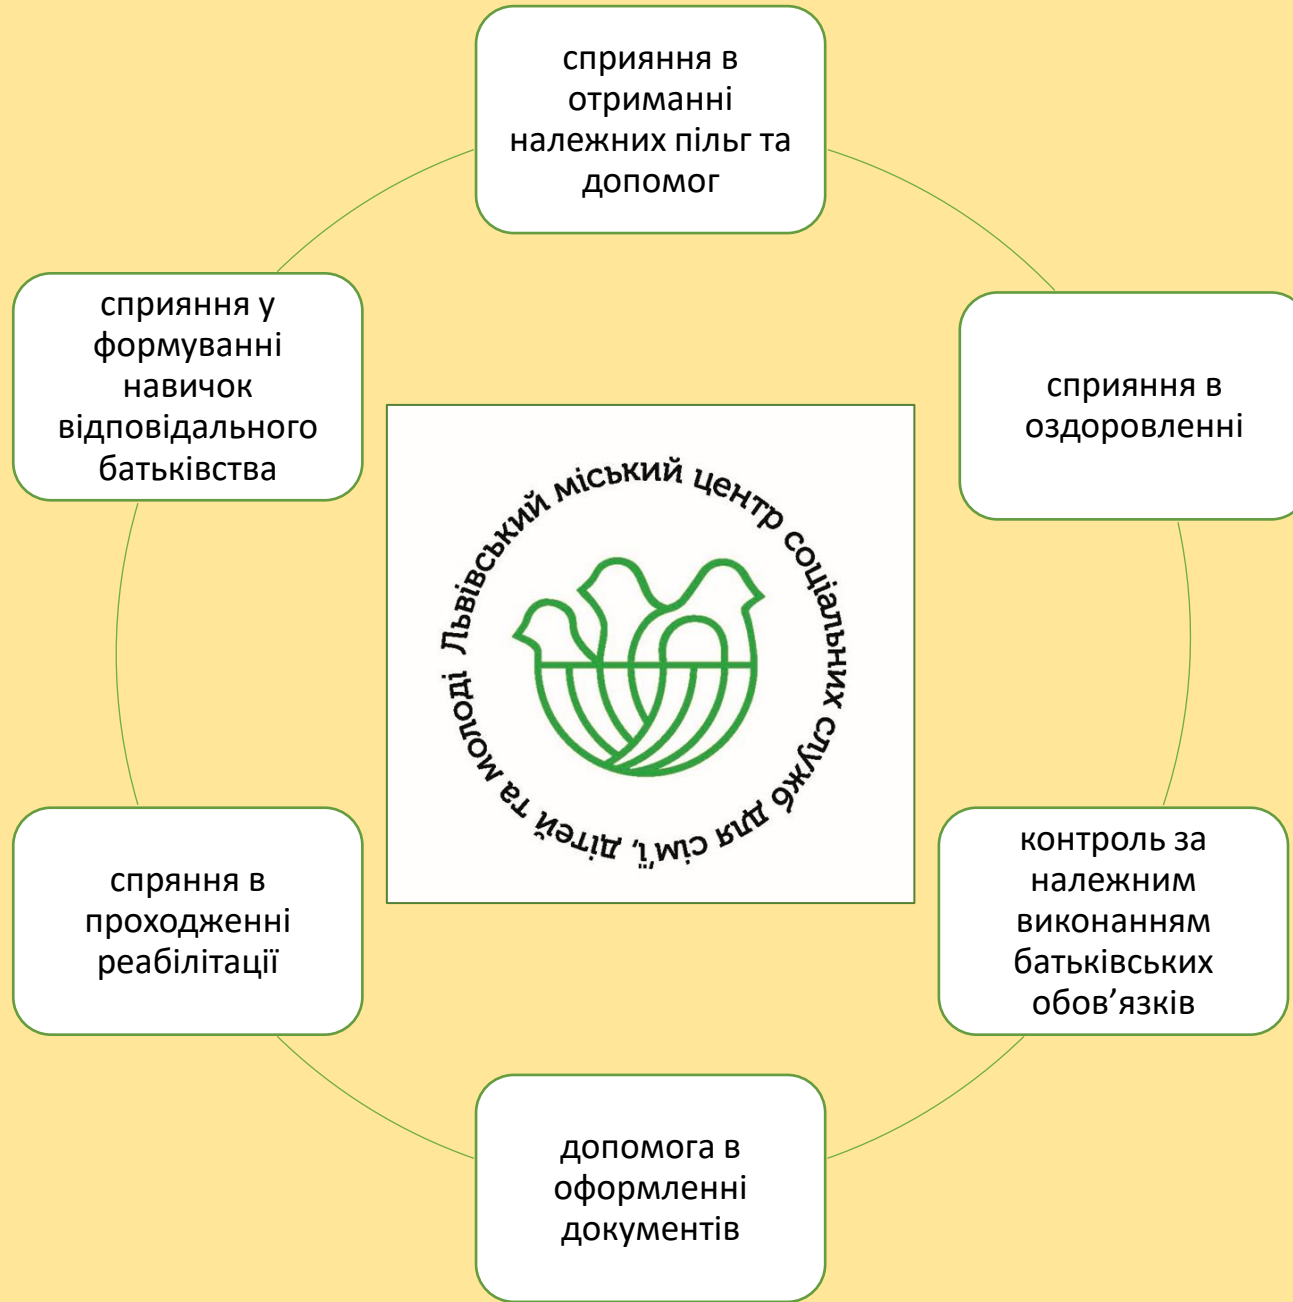 сприяння в
отриманні
належних пільг та
допомог
сприяння у
формуванні
навичок
відповідального
батьківства
сприяння в
оздоровленні
Львівський міський центр соціальних служб для сім'ї, дітей та молоді
спряння в
проходженні
реабілітації
контроль за
належним
виконанням
батьківських
обов’язків
допомога в
оформленні
документів